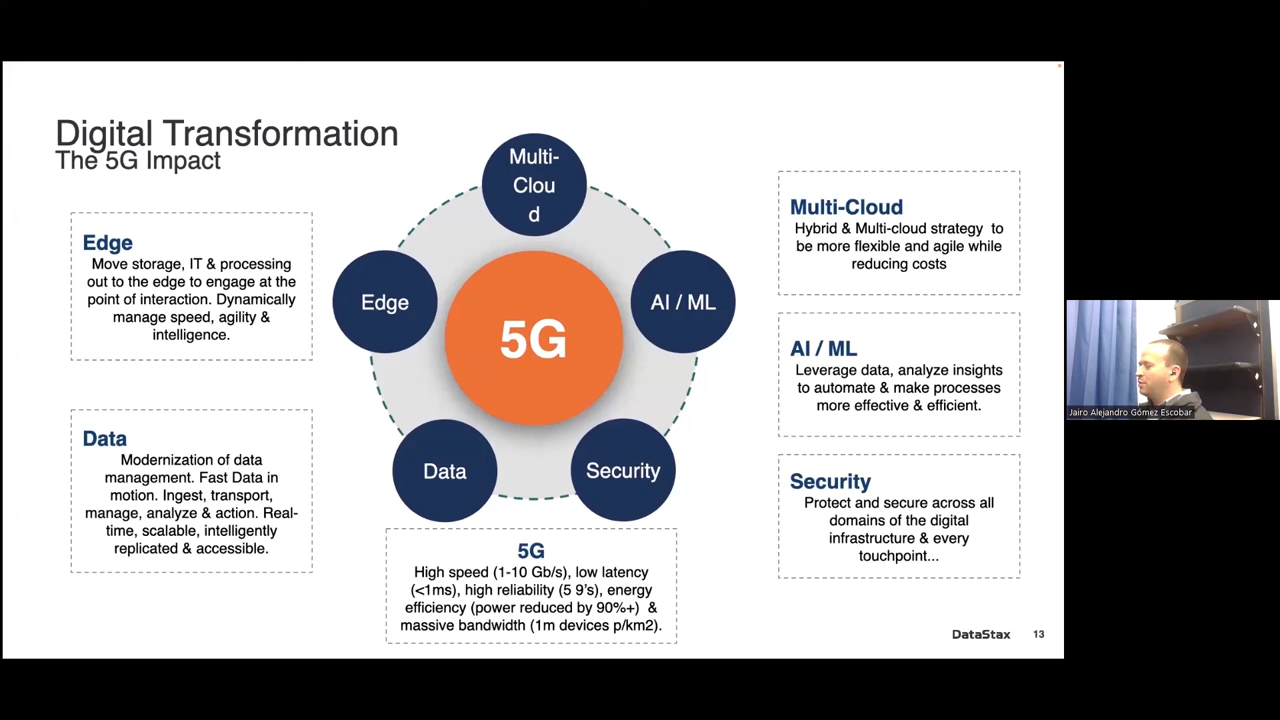 Digital Transformation
The 5G Impact
Edge
Move storage, IT & processing
out to the edge to engage at the
point of interaction. Dynamically
manage speed, agility &
intelligence.
Data
Modernization of data
management. Fast Data in
motion. Ingest, transport,
manage, analyze & action. Real-
time, scalable, intelligently
replicated & accessible.
Multi-
Clou
d
Edge
AI / ML
5G
Data
Security
5G
High speed (1-10 Gb/s), low latency
(<1ms), high reliability (5 9's), energy
efficiency (power reduced by 90%+) &
massive bandwidth (1m devices p/km2).
Multi-Cloud
Hybrid & Multi-cloud strategy to
be more flexible and agile while
reducing costs
AI / ML
Leverage data, analyze insights
to automate & make processes
more effective & efficient.
Security
Protect and secure across all
domains of the digital
infrastructure & every
touchpoint...
DataStax 13
Jairo Alejandro Gómez Escobar